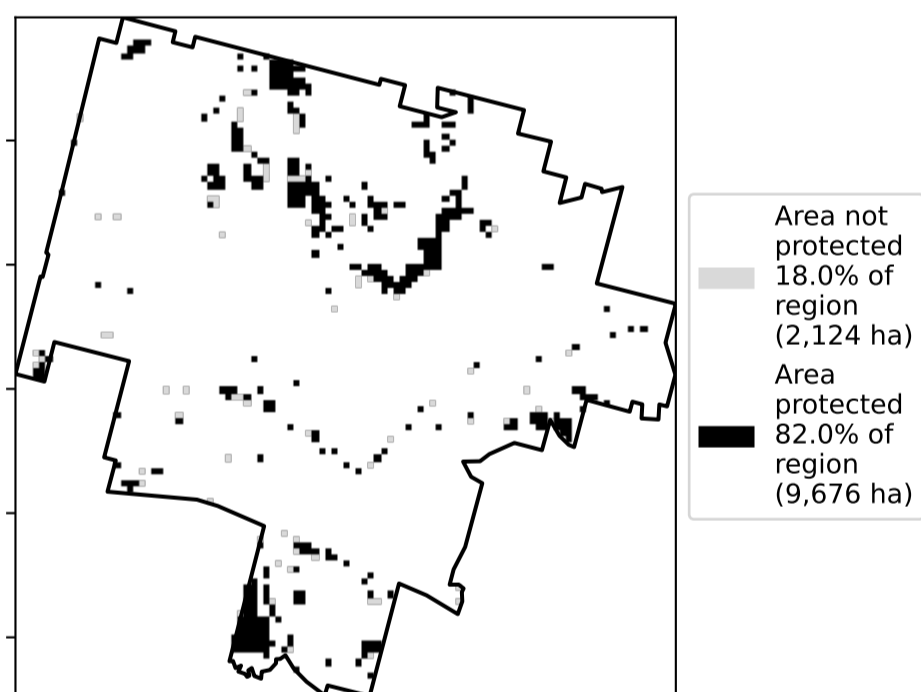 Area not
protected
18.0% of
region
(2,124 ha)
Area
protected
82.0% of
region
(9,676 ha)